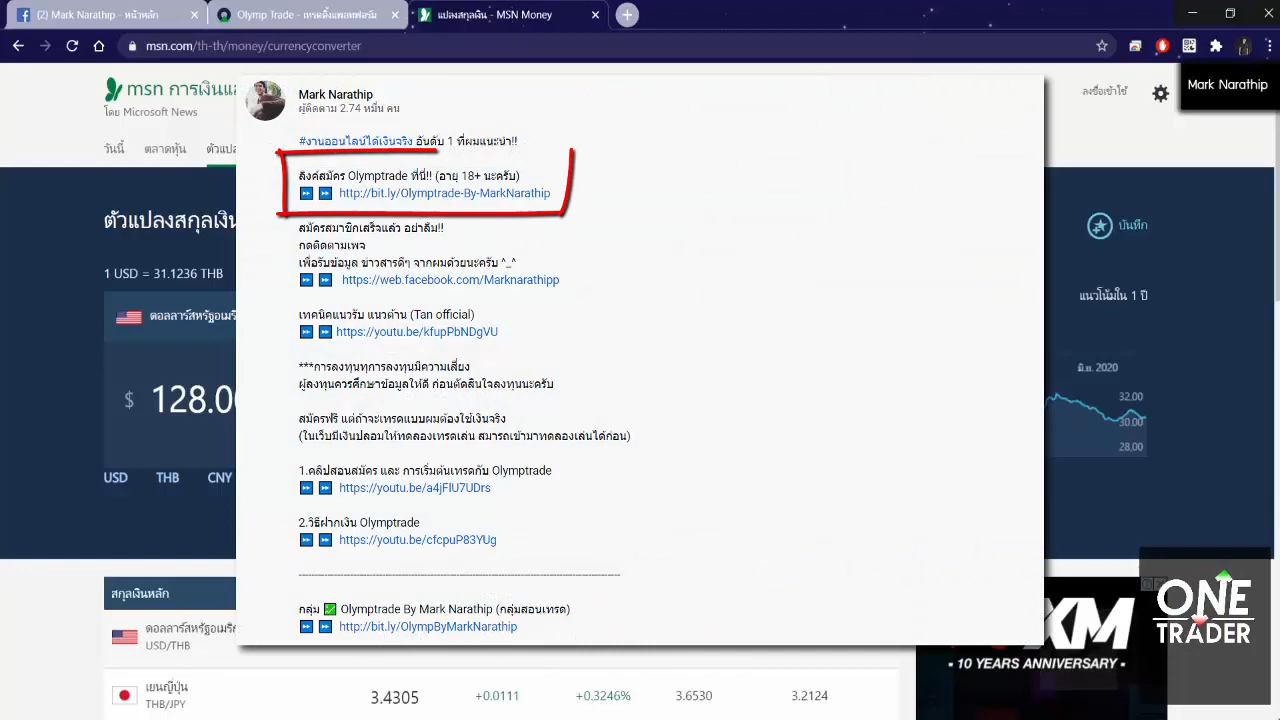 (2) Mark Narathip - หน้าหลัก
Olymp Trade - เทรดดิ้งแพลตฟอร์ม
แปลงสกุลเงิน - MSN Money
msn.com/th-th/money/currencyconverter
msn การเงินแล
โดย Microsoft News
ลงชื่อเข้าใช้
Mark Narathip
วันนี้
ตลาดหุ้น
Mark Narathip
ผู้ติดตาม 2.74 หมื่น คน
#งานออนไลน์ได้เงินจริง อันดับ 1 ที่ผมแนะนำ!!
ลิงค์สมัคร Olymptrade ที่นี่!! (อายุ 18+ นะครับ)
http://bit.ly/Olymptrade-By-MarkNarathip
สมัครสมาชิกเสร็จแล้ว อย่าลืม!!
กดติดตามเพจ
เพื่อรับข้อมูล ข่าวสารดีๆ จากผมด้วยนะครับ ^_^
https://web.facebook.com/Marknarathipp
เทคนิคแนวรับ แนวต้าน (Tan official)
https://youtu.be/kfupPbNDgVU
***การลงทุนทุการลงทุนมีความเสี่ยง
ผู้ลงทุนควรศึกษาข้อมูลให้ดี ก่อนตัดสินใจลงทุนนะครับ
สมัครฟรี แต่ถ้าจะเทรดแบบผมต้องใช้เงินจริง
(ในเว็บมีเงินปลอมให้ทดลองเทรดเล่น สมารถเข้ามาทดลองเล่นได้ก่อน)
1.คลิปสอนสมัคร และ การเริ่มต้นเทรดกับ Olymptrade
https://youtu.be/a4jFlU7UDrs
2.วิธีฝากเงิน Olymptrade
https://youtu.be/cfcpuP83YUg
กลุ่ม ✅ Olymptrade By Mark Narathip (กลุ่มสอนเทรด)
http://bit.ly/OlympByMarkNarathip
ตัวแปลงสกุลเงิน
1 USD = 31.1236 THB
ดอลลาร์สหรัฐอเมริกา
$ 128.0
USD THB CNY
บันทึก
แนวโน้มใน 1 ปี
มิ.ย. 2020
32.00
30.00
28.00
สกุลเงินหลัก
ดอลลาร์สหรัฐอเมริก
USD/THB
เยนญี่ปุ่น
THB/JPY
3.4305 +0.0111 +0.3246% 3.6530 3.2124
XM
10 YEARS ANNIVERSARY
ONE
TRADER